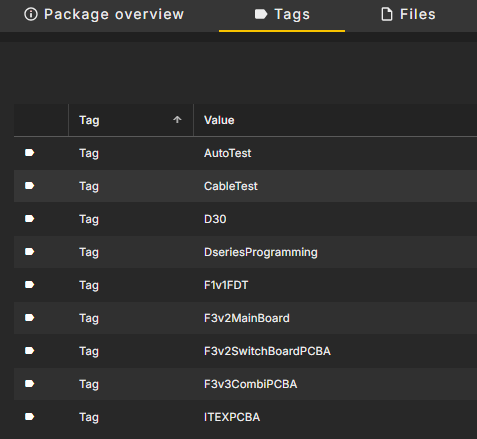 Package overview Tags Files
Tag Value
Tag AutoTest
Tag CableTest
Tag D30
Tag DseriesProgramming
Tag F1v1FDT
Tag F3v2MainBoard
Tag F3v2SwitchBoardPCBA
Tag F3v3CombiPCBA
Tag ITEXPCBA